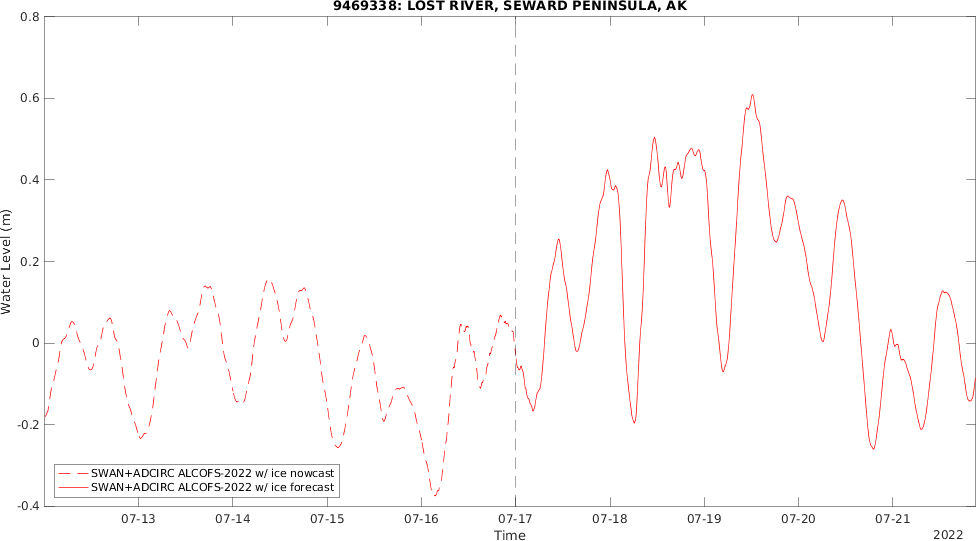 9469338: LOST RIVER, SEWARD PENINSULA, AK
0.8
0.6
0.4
0.2
0
-0.2
-0.4
Water Level (m)
SWAN+ADCIRC ALCOFS-2022 w/ ice nowcast
SWAN+ADCIRC ALCOFS-2022 w/ ice forecast
07-13 07-14 07-15 07-16 07-17 07-18 07-19 07-20 07-21
Time
2022